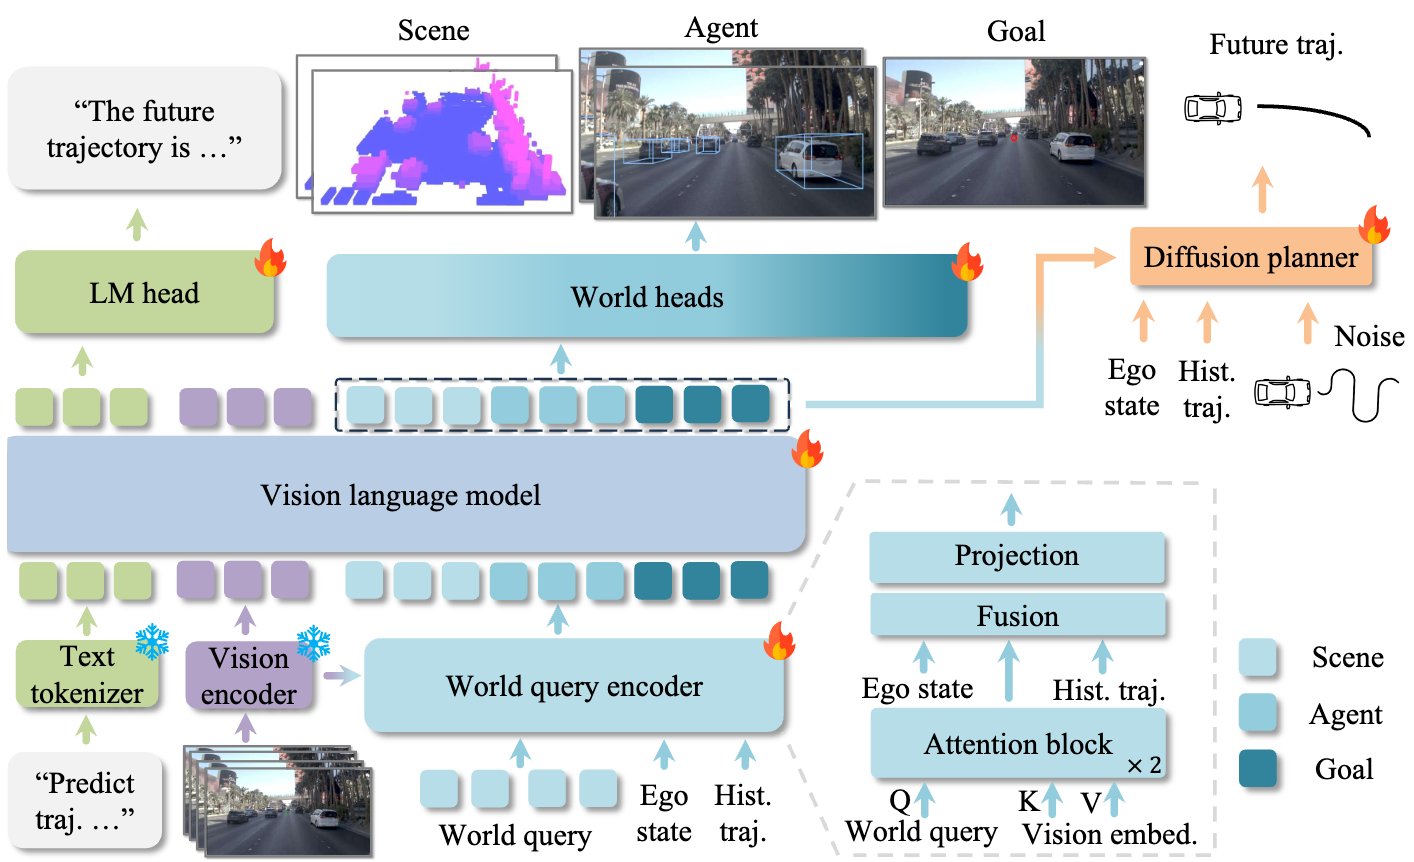 Scene
Agent
Goal
Future traj.
“The future
trajectory is …”
LM head
World heads
Diffusion planner
Ego
state
Hist.
traj.
Noise
Vision language model
Text
tokenizer
Vision
encoder
World query encoder
“Predict
traj. …”
World query
Ego
state
Hist.
traj.
Projection
Fusion
Ego state
Hist. traj.
Attention block
× 2
Q
K
V
World query
Vision embed.
Scene
Agent
Goal